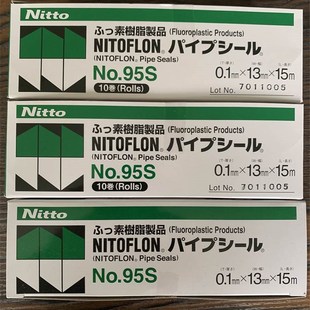 Nitto
ふっ素樹脂製品 (Fluoroplastic Products)
NITOFLON® パイプシール®
(NITOFLON® Pipe Seals)
No.95S
10巻(Rolls)
0.1mm×13mm×15m
Lot No. 7011005
Nitto
ふっ素樹脂製品 (Fluoroplastic Products)
NITOFLON® パイプシール®
(NITOFLON® Pipe Seals)
No.95S
10巻(Rolls)
0.1mm×13mm×15m
Lot No. 7011005
Nitto
ふっ素樹脂製品 (Fluoroplastic Products)
NITOFLON® パイプシール®
(NITOFLON® Pipe Seals)
No.95S
0.1mm×13mm×15m